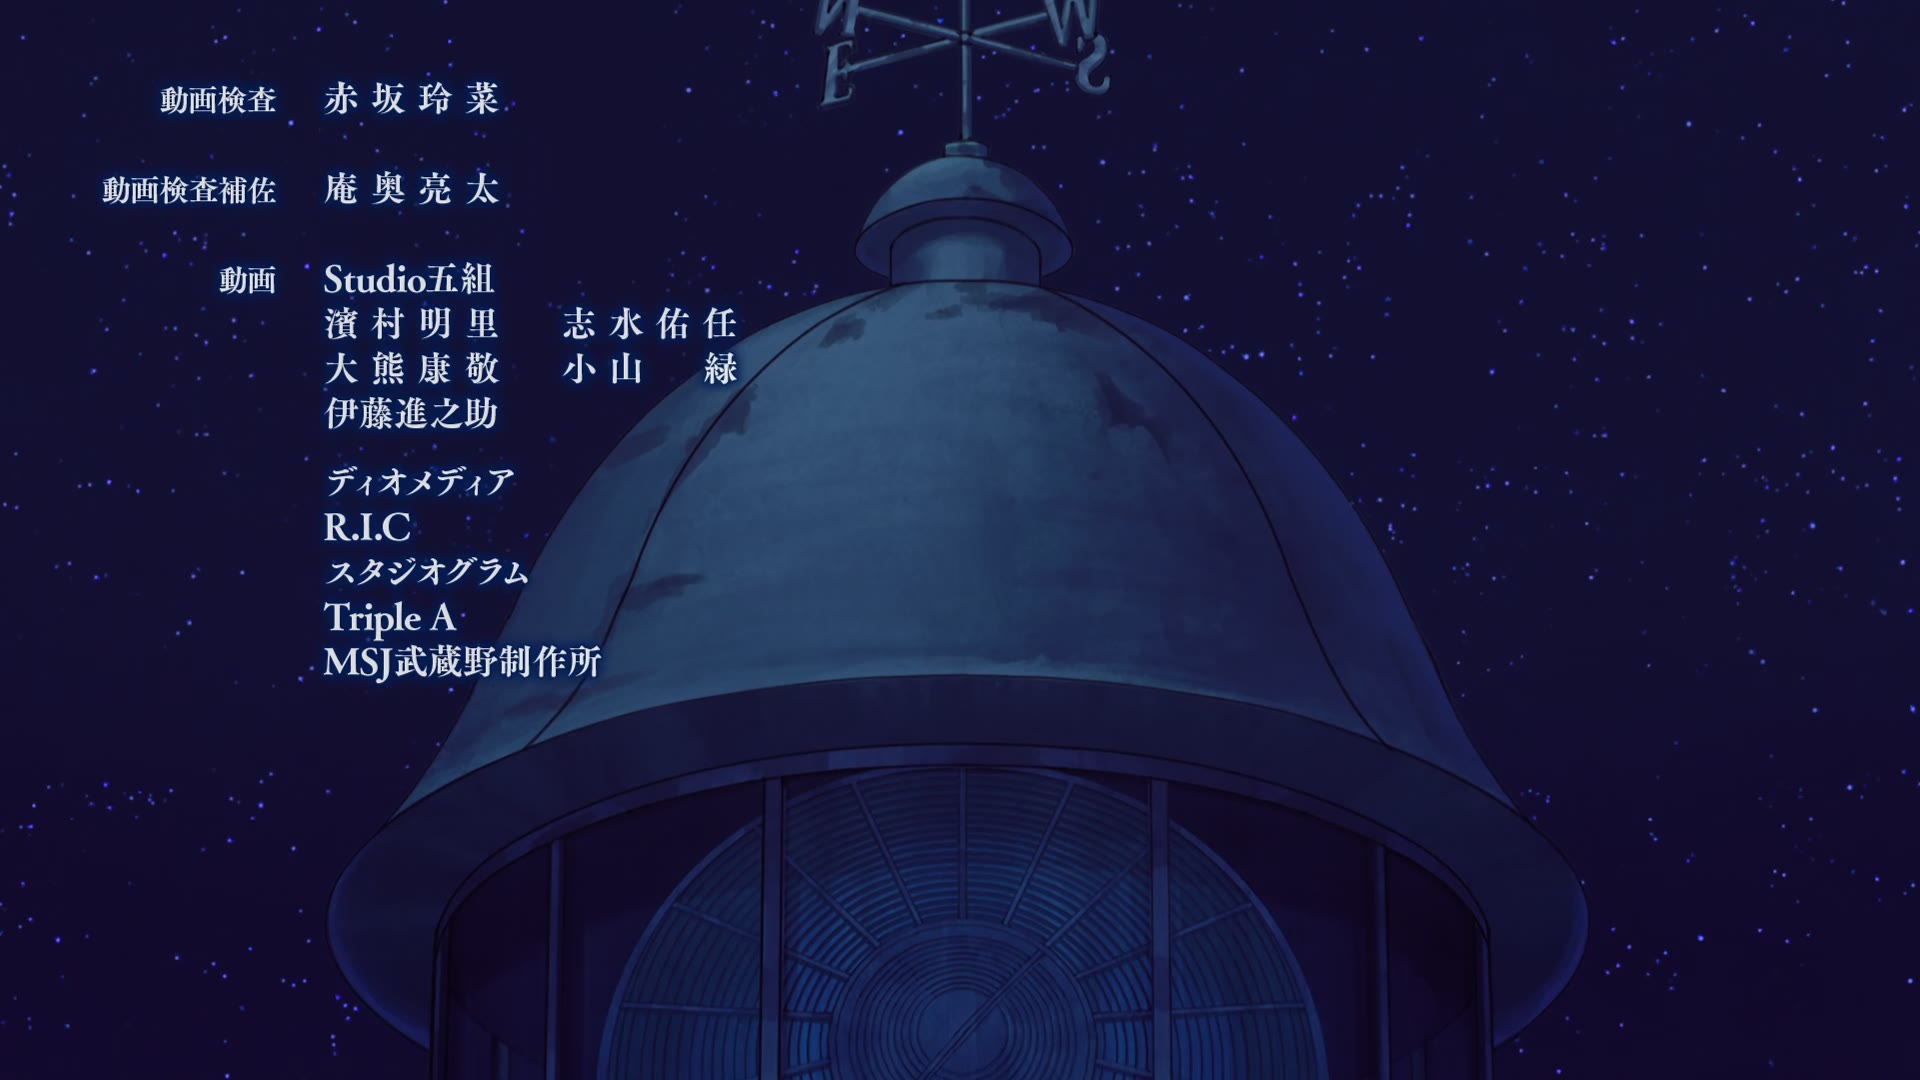 N W
E S
動画検査 赤坂玲菜
動画検査補佐 庵奥亮太
動画 Studio五組
濱村明里 志水佑任
大熊康敬 小山 緑
伊藤進之助
ディオメディア
R.I.C
スタジオグラム
Triple A
MSJ武蔵野制作所